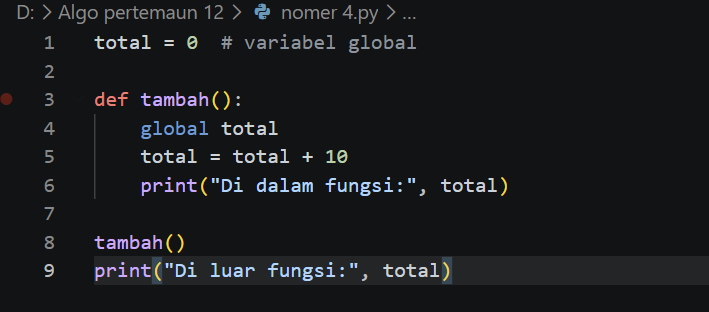 D: > Algo pertemaun 12 > nomer 4.py > ...
1 total = 0  # variabel global
2
3 def tambah():
4     global total
5     total = total + 10
6     print("Di dalam fungsi:", total)
7
8 tambah()
9 print("Di luar fungsi:", total)